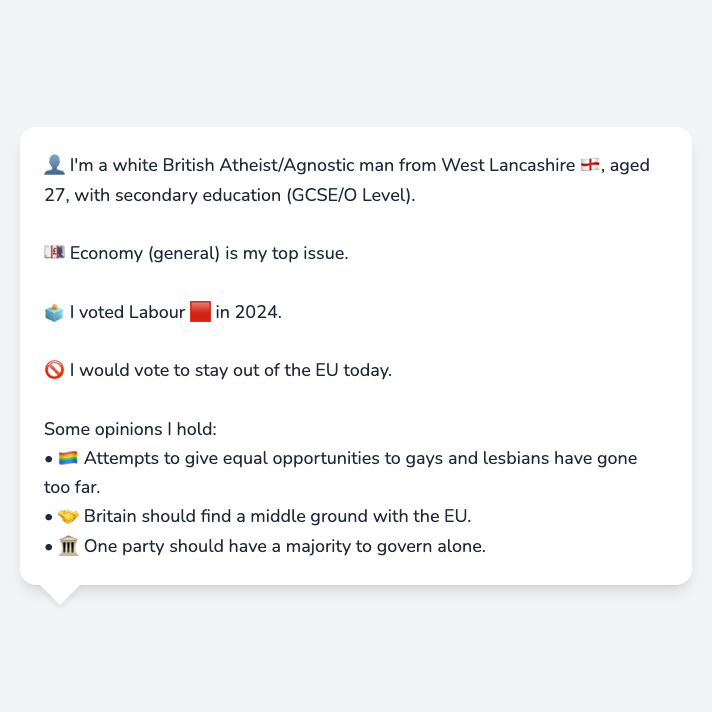 👤 I'm a white British Atheist/Agnostic man from West Lancashire 🏴󠁧󠁢󠁥󠁮󠁧󠁿, aged
27, with secondary education (GCSE/O Level).
💷 Economy (general) is my top issue.
🗳️ I voted Labour 🟥 in 2024.
🚫 I would vote to stay out of the EU today.
Some opinions I hold:
• 🏳️‍🌈 Attempts to give equal opportunities to gays and lesbians have gone
too far.
• 🤝 Britain should find a middle ground with the EU.
• 🏛️ One party should have a majority to govern alone.